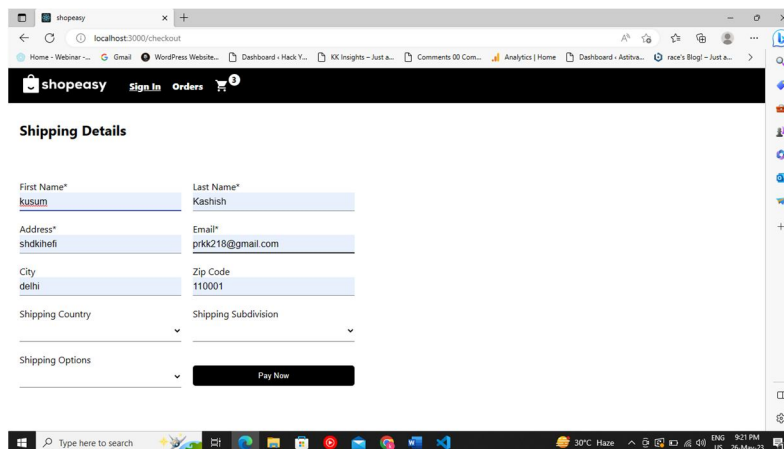 shopeasy
localhost:3000/checkout
Home - Webinar -... Gmail WordPress Website... Dashboard ‹ Hack Y... KK Insights – Just a... Comments 00 Com... Analytics | Home Dashboard ‹ Astitva... race's Blog! – Just a...
shopeasy Sign In Orders 3
Shipping Details
First Name* Last Name*
kusum Kashish
Address* Email*
shdkihefi prkk218@gmail.com
City Zip Code
delhi 110001
Shipping Country Shipping Subdivision
Shipping Options
Pay Now
Type here to search 30°C Haze ENG 9:21 PM
US 26-May-23